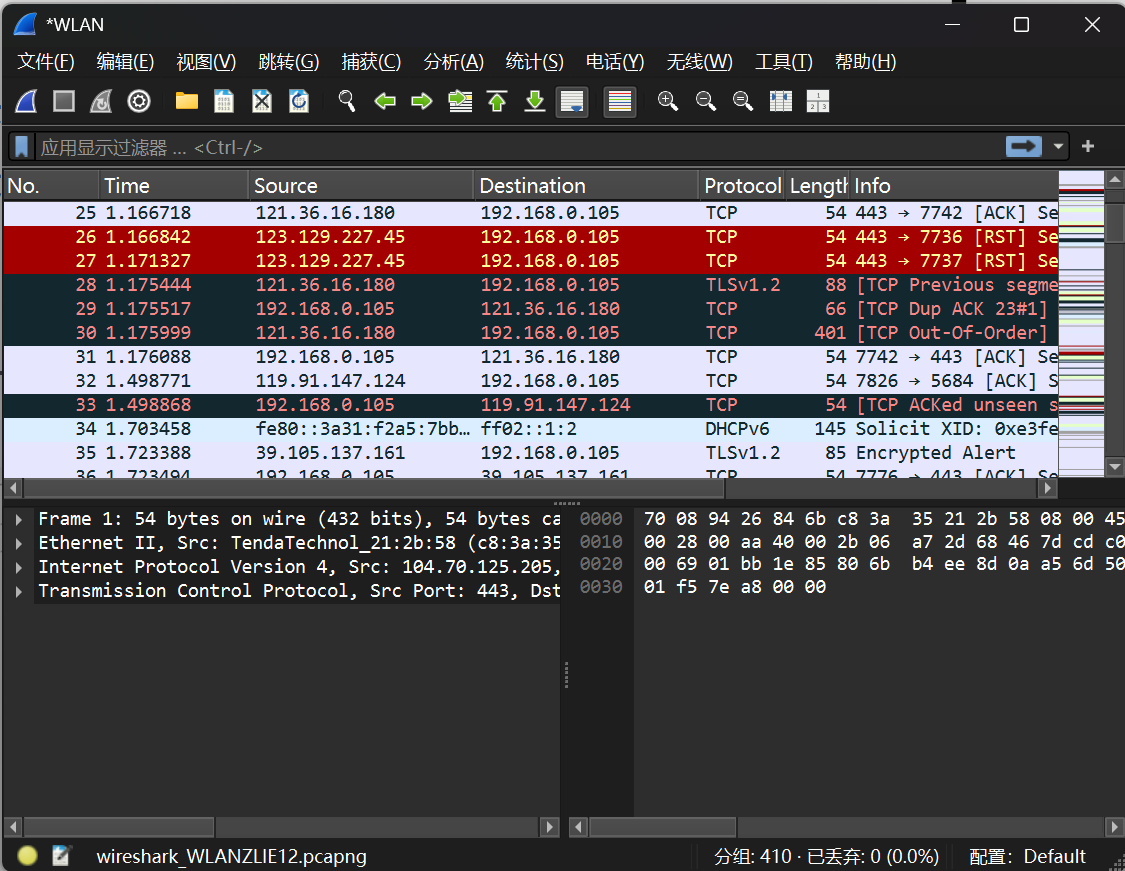 *WLAN
文件(F) 编辑(E) 视图(V) 跳转(G) 捕获(C) 分析(A) 统计(S) 电话(Y) 无线(W) 工具(T) 帮助(H)
应用显示过滤器 ... <Ctrl-/>
No. Time Source Destination Protocol Length Info
25 1.166718 121.36.16.180 192.168.0.105 TCP 54 443 → 7742 [ACK] Se
26 1.166842 123.129.227.45 192.168.0.105 TCP 54 443 → 7736 [RST] Se
27 1.171327 123.129.227.45 192.168.0.105 TCP 54 443 → 7737 [RST] Se
28 1.175444 121.36.16.180 192.168.0.105 TLSv1.2 88 [TCP Previous segme
29 1.175517 192.168.0.105 121.36.16.180 TCP 66 [TCP Dup ACK 23#1]
30 1.175999 121.36.16.180 192.168.0.105 TCP 401 [TCP Out-Of-Order]
31 1.176088 192.168.0.105 121.36.16.180 TCP 54 7742 → 443 [ACK] Se
32 1.498771 119.91.147.124 192.168.0.105 TCP 54 7826 → 5684 [ACK] S
33 1.498868 192.168.0.105 119.91.147.124 TCP 54 [TCP ACKed unseen s
34 1.703458 fe80::3a31:f2a5:7bb… ff02::1:2 DHCPv6 145 Solicit XID: 0xe3fe
35 1.723388 39.105.137.161 192.168.0.105 TLSv1.2 85 Encrypted Alert
36 1.723494 192.168.0.105 39.105.137.161 TCP 54 7776 → 443 [ACK] Se
Frame 1: 54 bytes on wire (432 bits), 54 bytes ca
Ethernet II, Src: TendaTechnol_21:2b:58 (c8:3a:35
Internet Protocol Version 4, Src: 104.70.125.205,
Transmission Control Protocol, Src Port: 443, Dst
0000 70 08 94 26 84 6b c8 3a 35 21 2b 58 08 00 45
0010 00 28 00 aa 40 00 2b 06 a7 2d 68 46 7d cd c0
0020 00 69 01 bb 1e 85 80 6b b4 ee 8d 0a a5 6d 50
0030 01 f5 7e a8 00 00
wireshark_WLANZLIE12.pcapng 分组: 410 · 已丢弃: 0 (0.0%) 配置: Default